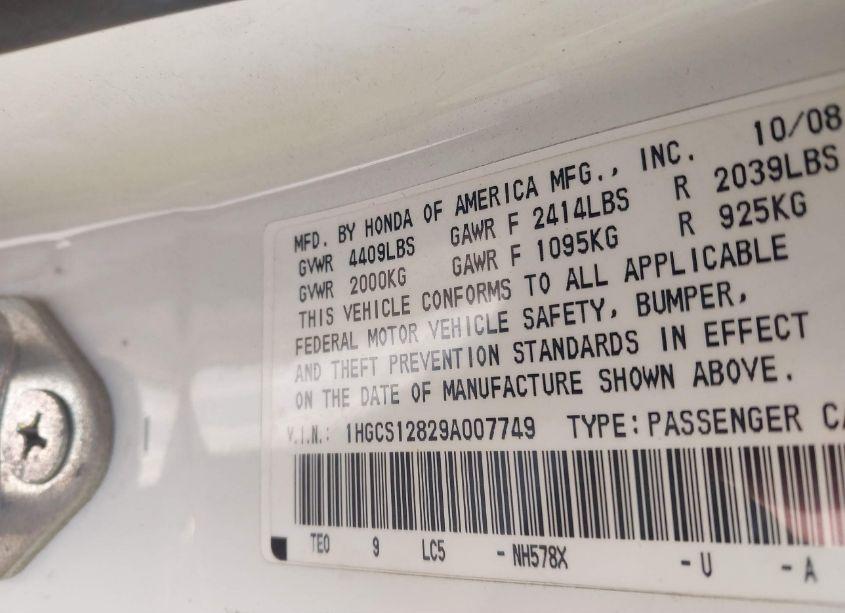 MFD. BY HONDA OF AMERICA MFG., INC. 10/08
GVWR 4409LBS GAWR F 2414LBS R 2039LBS
GVWR 2000KG GAWR F 1095KG R 925KG
THIS VEHICLE CONFORMS TO ALL APPLICABLE
FEDERAL MOTOR VEHICLE SAFETY, BUMPER,
AND THEFT PREVENTION STANDARDS IN EFFECT
ON THE DATE OF MANUFACTURE SHOWN ABOVE.
V.I.N.: 1HGCS12829A007749 TYPE: PASSENGER CA
TE0 9 LC5 - NH578X - U - A